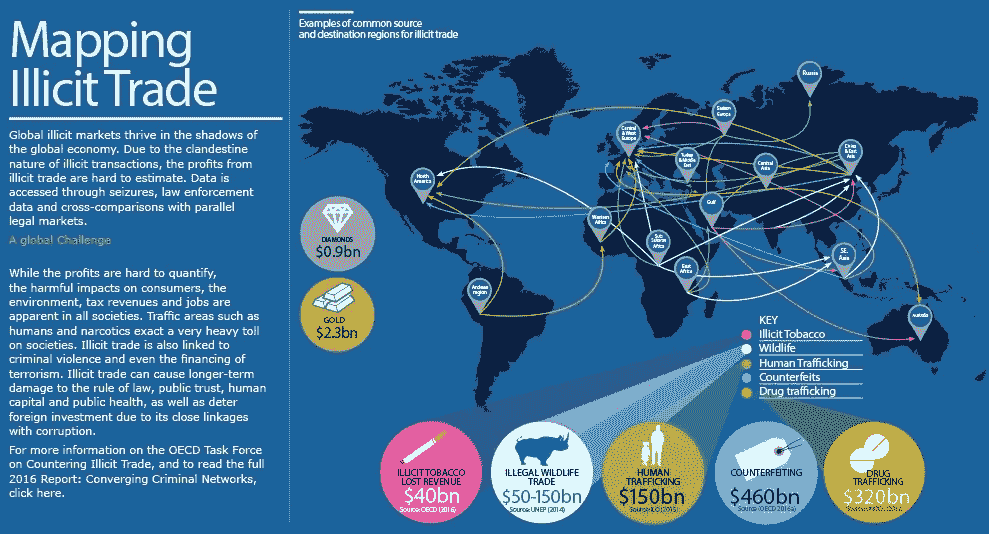 Mapping
Illicit Trade
Global illicit markets thrive in the shadows of
the global economy. Due to the clandestine
nature of illicit transactions, the profits from
illicit trade are hard to estimate. Data is
accessed through seizures, law enforcement
data and cross-comparisons with parallel
legal markets.
A global Challenge
While the profits are hard to quantify,
the harmful impacts on consumers, the
environment, tax revenues and jobs are
apparent in all societies. Traffic areas such as
humans and narcotics exact a very heavy toll
on societies. Illicit trade is also linked to
criminal violence and even the financing of
terrorism. Illicit trade can cause longer-term
damage to the rule of law, public trust, human
capital and public health, as well as deter
foreign investment due to its close linkages
with corruption.
For more information on the OECD Task Force
on Countering Illicit Trade, and to read the full
2016 Report: Converging Criminal Networks,
click here.
Examples of common source
and destination regions for illicit trade
Russia
Eastern
Europe
Central
& West
Europe
China
& East
Asia
Turkey
& Middle
East
Central
Asia
North
America
Gulf
Western
Africa
Sub
Saharan
Africa
SE.
Asia
East
Africa
Andean
region
Australia
DIAMONDS
$0.9bn
GOLD
$2.3bn
KEY
Illicit Tobacco
Wildlife
Human Trafficking
Counterfeits
Drug trafficking
ILLICIT TOBACCO
LOST REVENUE
$40bn
Source: OECD (2016)
ILLEGAL WILDLIFE
TRADE
$50-150bn
Source: UNEP (2014)
HUMAN
TRAFFICKING
$150bn
Source: ILO (2015)
COUNTERFEITING
$460bn
Source: (OECD 2016a)
DRUG
TRAFFICKING
$320bn